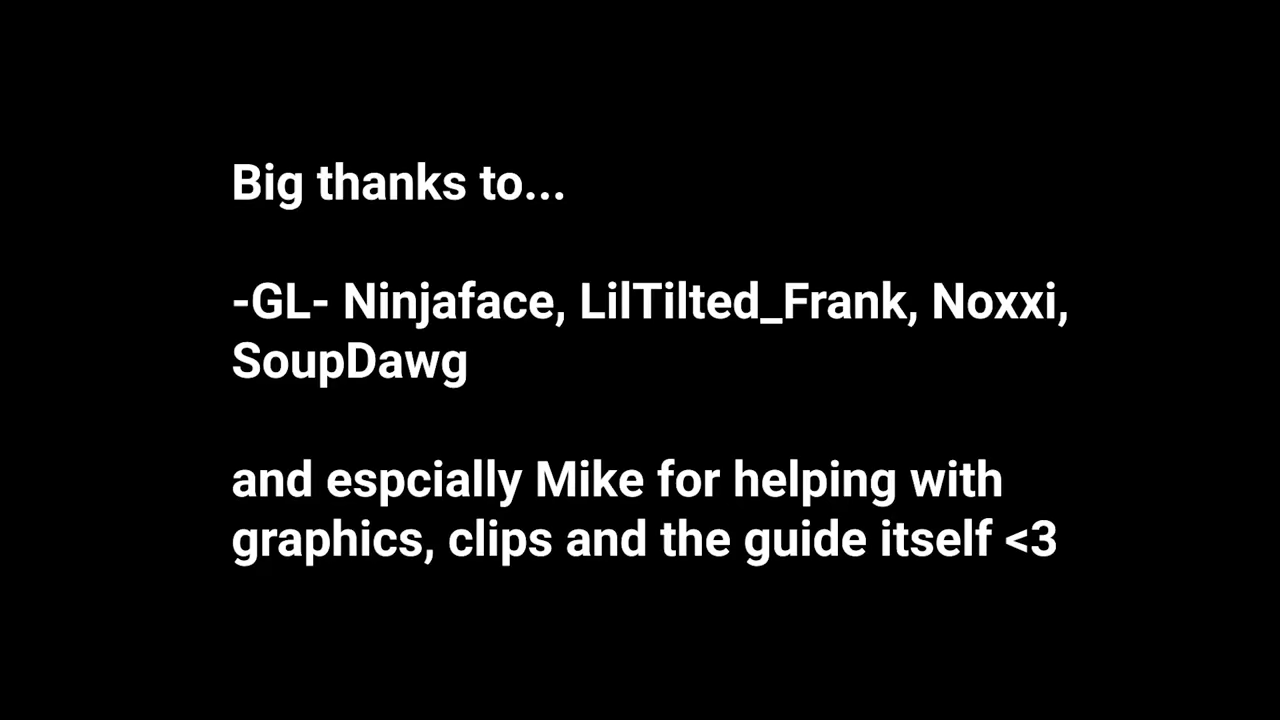 Big thanks to...
-GL- Ninjaface, LilTilted_Frank, Noxxi,
SoupDawg
and espcially Mike for helping with
graphics, clips and the guide itself <3